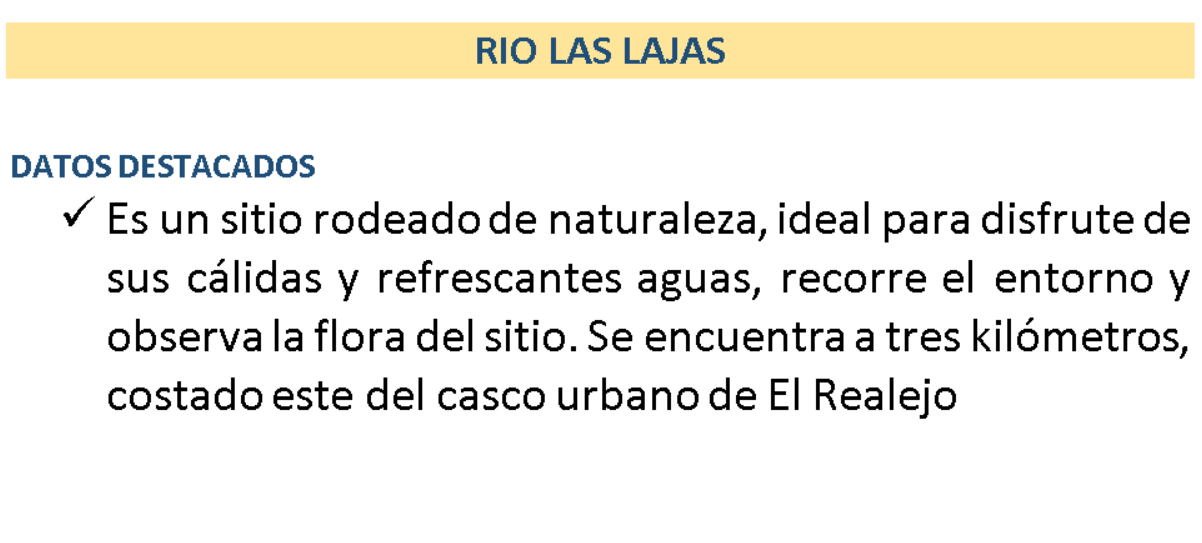 RIO LAS LAJAS
DATOS DESTACADOS
✓ Es un sitio rodeado de naturaleza, ideal para disfrute de
sus cálidas y refrescantes aguas, recorre el entorno y
observa la flora del sitio. Se encuentra a tres kilómetros,
costado este del casco urbano de El Realejo